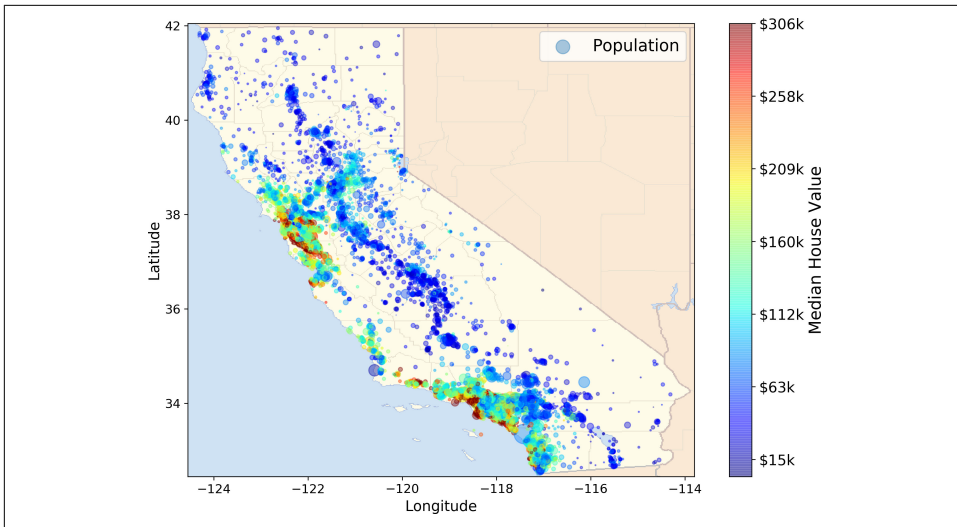 42
40
38
36
34
Latitude
−124
−122
−120
−118
−116
−114
Longitude
Population
$306k
$258k
$209k
$160k
$112k
$63k
$15k
Median House Value